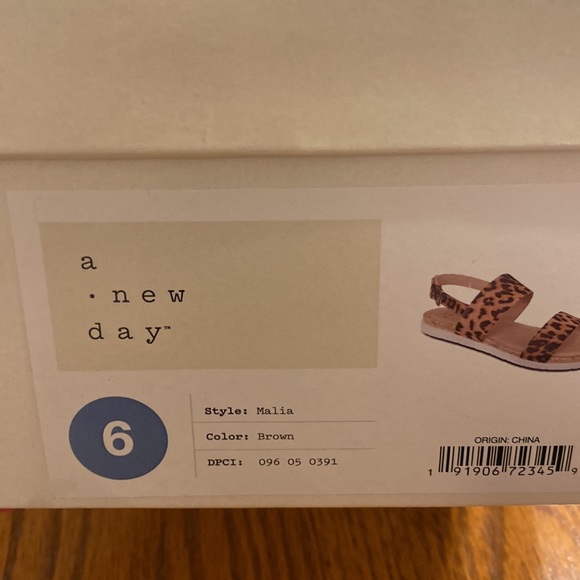 a
· new
day™
6
Style: Malia
Color: Brown
DPCI: 096 05 0391
ORIGIN: CHINA
1 91906 72345 9